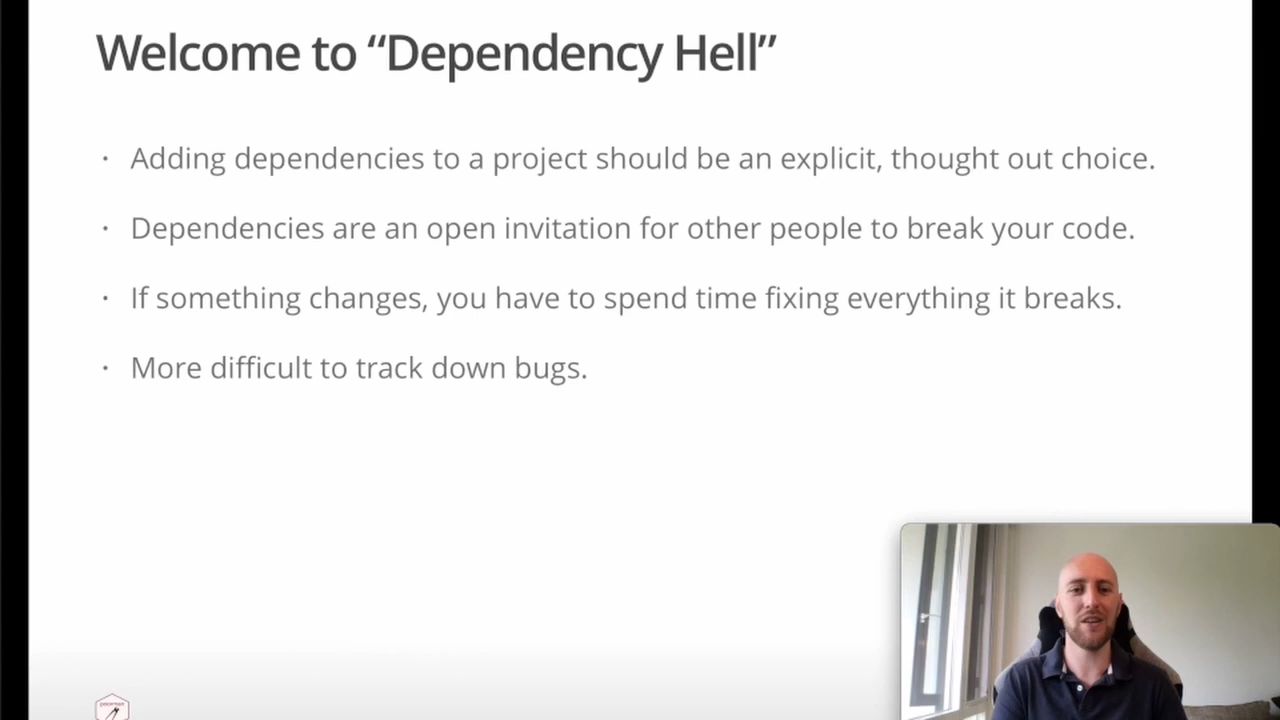 Welcome to “Dependency Hell”
· Adding dependencies to a project should be an explicit, thought out choice.
· Dependencies are an open invitation for other people to break your code.
· If something changes, you have to spend time fixing everything it breaks.
· More difficult to track down bugs.